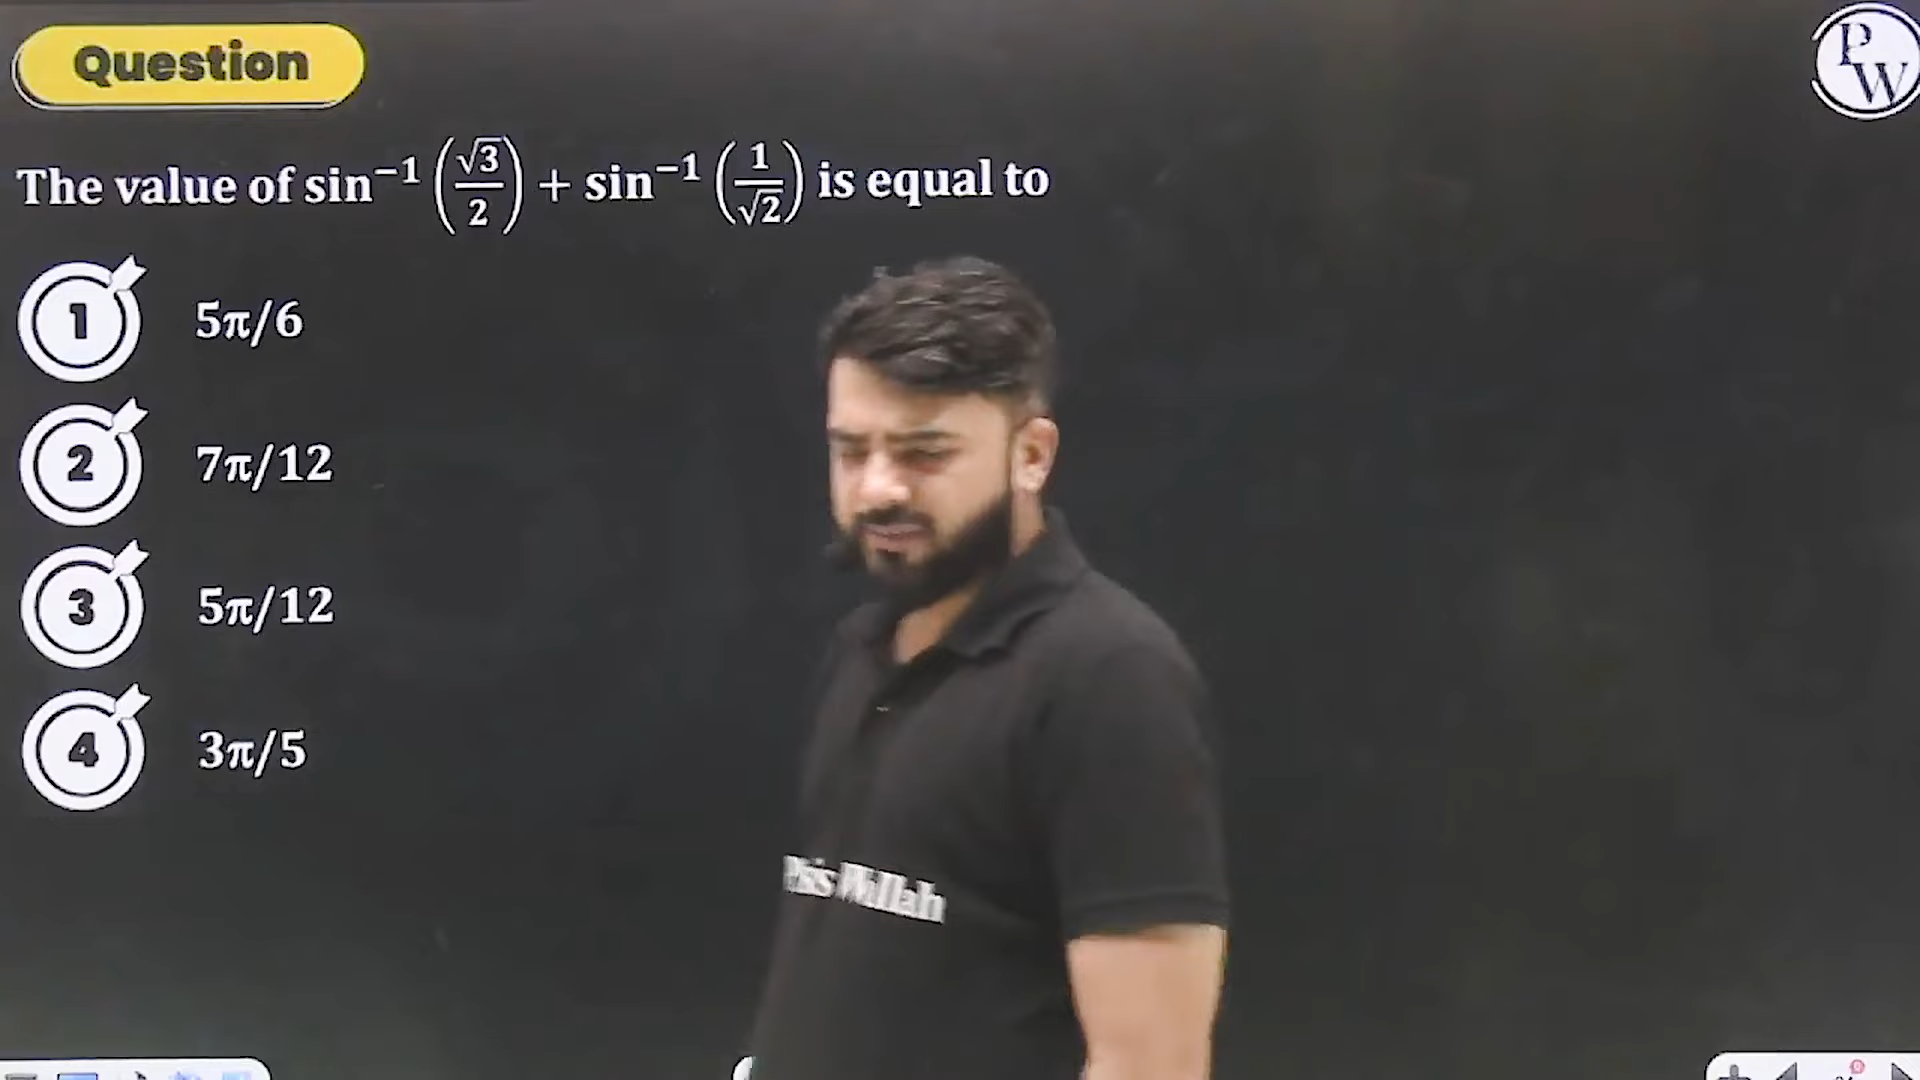 Question
PW
The value of sin⁻¹ (√3/2) + sin⁻¹ (1/√2) is equal to
1 5π/6
2 7π/12
3 5π/12
4 3π/5